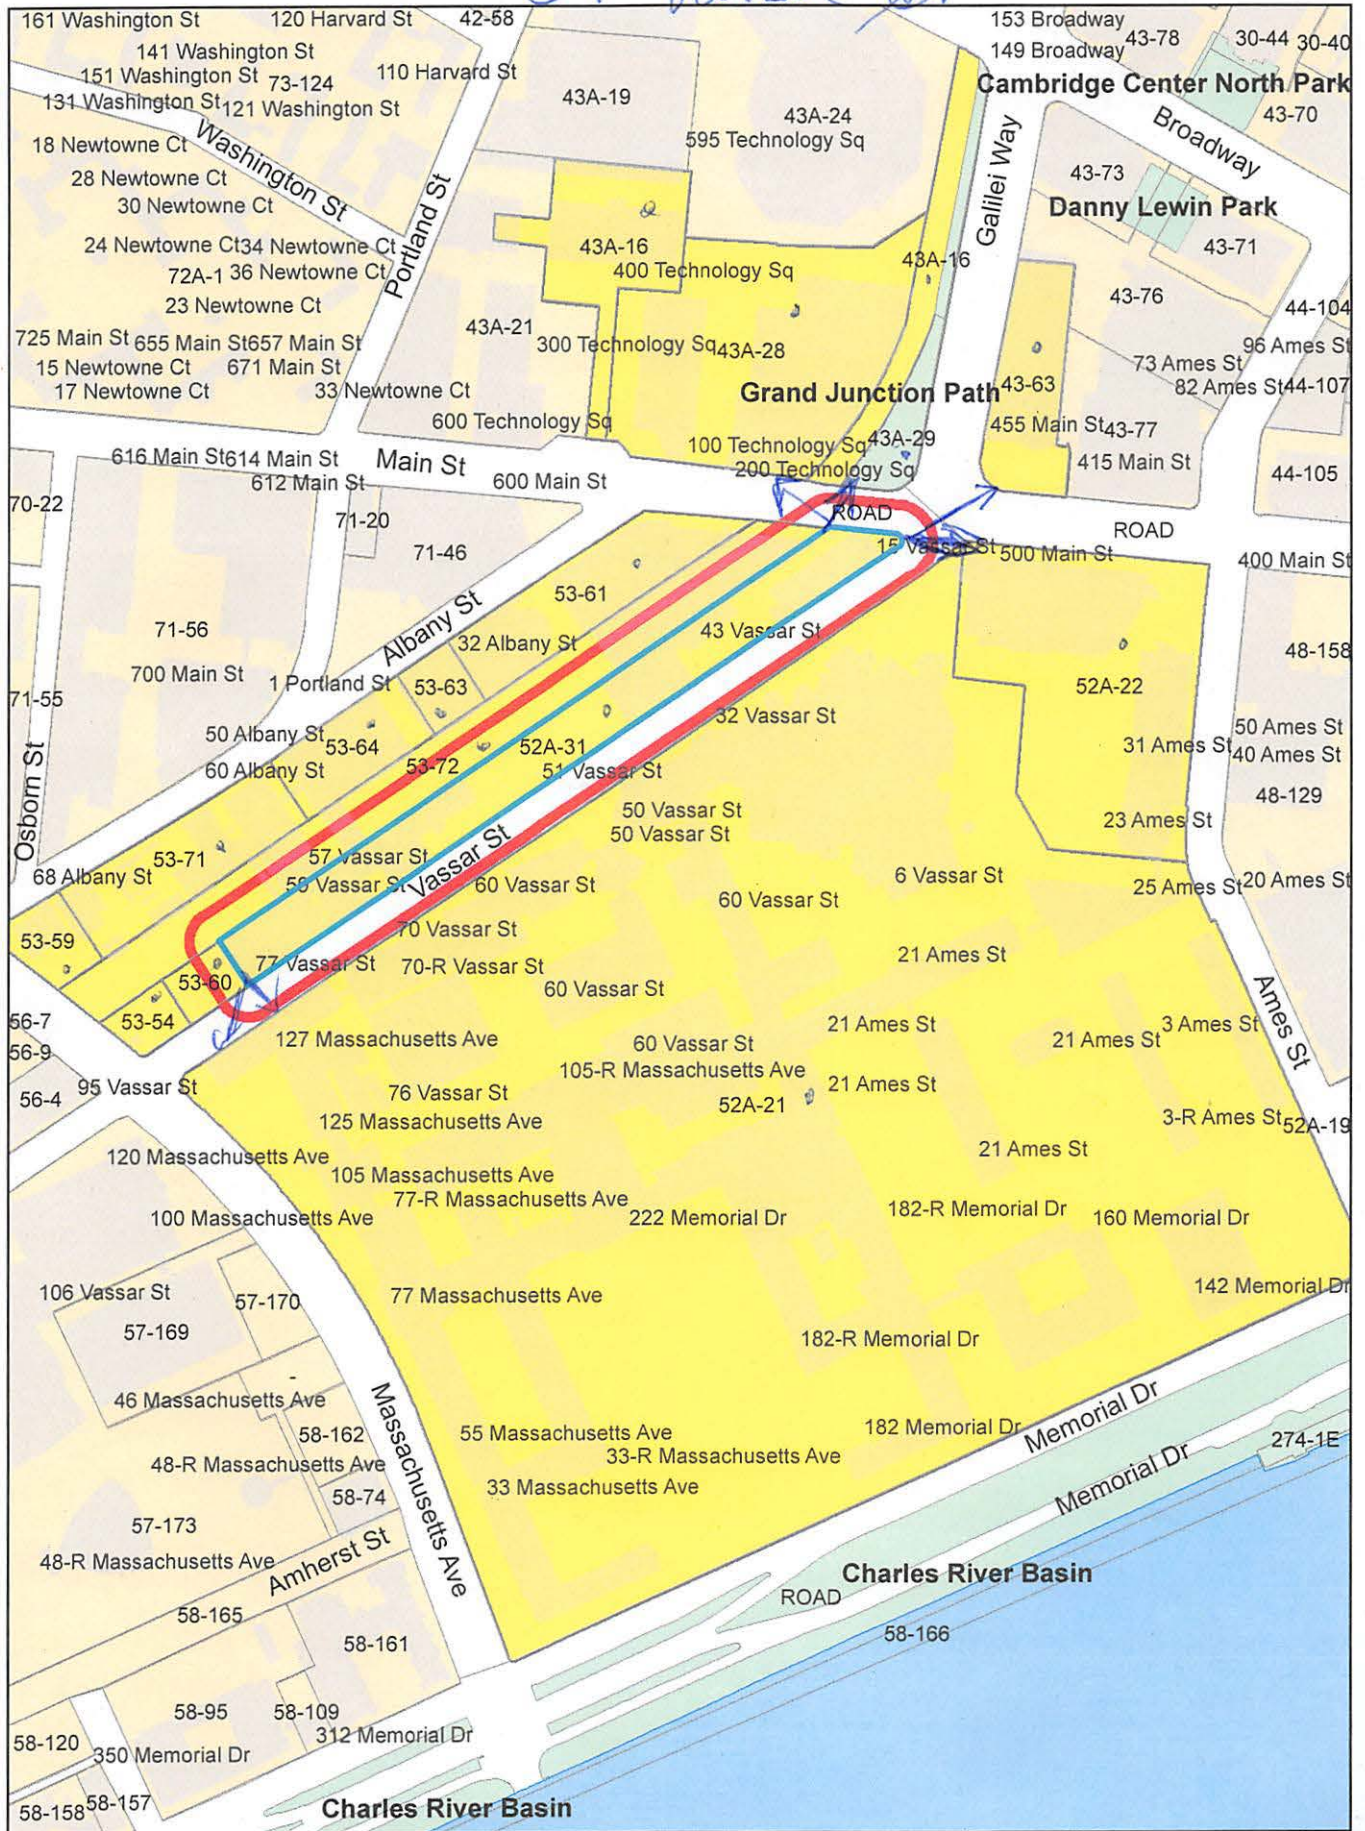 161 Washington St 120 Harvard St 42-58 153 Broadway
43-78 30-44 30-40
141 Washington St 149 Broadway
151 Washington St 73-124 110 Harvard St
Cambridge Center North Park
131 Washington St 121 Washington St 43A-19 43A-24 43-70
595 Technology Sq
Washington St
Broadway
Galilei Way
Portland St
18 Newtowne Ct
28 Newtowne Ct 43-73
30 Newtowne Ct Danny Lewin Park
24 Newtowne Ct 34 Newtowne Ct 43A-16 43A-16 43-71
72A-1 36 Newtowne Ct 400 Technology Sq
23 Newtowne Ct 43-76 44-104
43A-21
725 Main St 655 Main St 657 Main St 300 Technology Sq 43A-28 96 Ames St
15 Newtowne Ct 671 Main St 73 Ames St
17 Newtowne Ct 33 Newtowne Ct Grand Junction Path 43-63 82 Ames St 44-107
600 Technology Sq 455 Main St 43-77
100 Technology Sq 43A-29
616 Main St 614 Main St Main St 200 Technology Sq 415 Main St
612 Main St 600 Main St 44-105
70-22 71-20 ROAD ROAD
71-46 15 Vassar St 500 Main St 400 Main St
53-61
71-56 Albany St 32 Albany St 43 Vassar St 48-158
700 Main St 1 Portland St 53-63 52A-22
71-55 32 Vassar St
50 Albany St 53-64 52A-31 31 Ames St 50 Ames St
60 Albany St 53-72 51 Vassar St 40 Ames St
Osborn St 50 Vassar St 48-129
50 Vassar St 23 Ames St
53-71 57 Vassar St Vassar St
68 Albany St 60 Vassar St 6 Vassar St 25 Ames St 20 Ames St
60 Vassar St
53-59 70 Vassar St
77 Vassar St 70-R Vassar St 21 Ames St
53-60 60 Vassar St
56-7 53-54 21 Ames St 3 Ames St Ames St
127 Massachusetts Ave 60 Vassar St 21 Ames St
56-9
105-R Massachusetts Ave
95 Vassar St 76 Vassar St 21 Ames St
56-4 52A-21
125 Massachusetts Ave 3-R Ames St 52A-19
120 Massachusetts Ave 21 Ames St
105 Massachusetts Ave
77-R Massachusetts Ave
100 Massachusetts Ave 222 Memorial Dr 182-R Memorial Dr 160 Memorial Dr
106 Vassar St 57-170 77 Massachusetts Ave 142 Memorial Dr
57-169 182-R Memorial Dr
46 Massachusetts Ave Massachusetts Ave Memorial Dr
58-162 55 Massachusetts Ave 182 Memorial Dr
274-1E
48-R Massachusetts Ave 33-R Massachusetts Ave
58-74 33 Massachusetts Ave Memorial Dr
57-173
48-R Massachusetts Ave Amherst St
Charles River Basin
ROAD
58-165
58-161 58-166
58-95 58-109
58-120 350 Memorial Dr 312 Memorial Dr
58-158 58-157
Charles River Basin